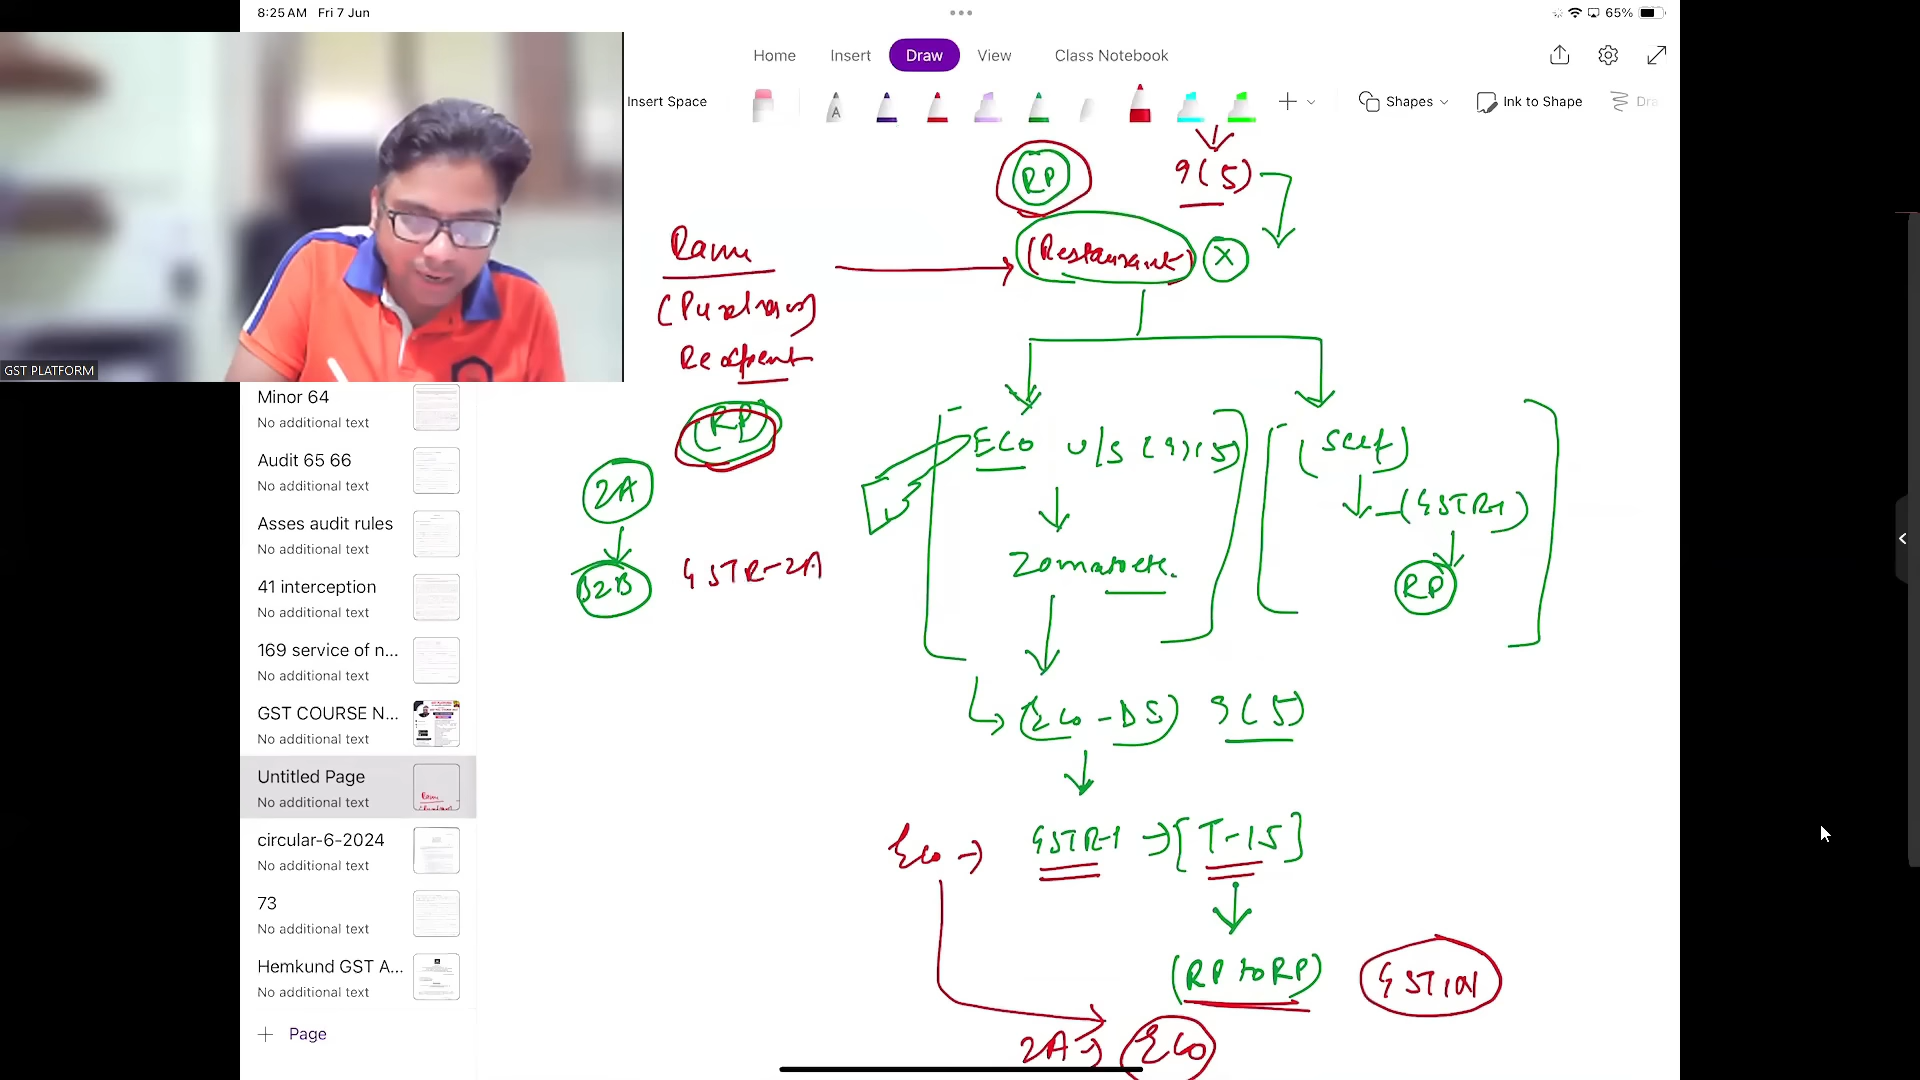 8:25 AM Fri 7 Jun
65%
Home Insert Draw View Class Notebook
Insert Space
A
Shapes
Ink to Shape
Dra
GST PLATFORM
Minor 64
No additional text
Audit 65 66
No additional text
Asses audit rules
No additional text
41 interception
No additional text
169 service of n...
No additional text
GST COURSE N...
No additional text
Untitled Page
No additional text
circular-6-2024
No additional text
73
No additional text
Hemkund GST A...
No additional text
+ Page
RP
9(5)
Ramu
(Restaurant) X
RP
ECO u/s (9)(5)
(Self)
2A
(GSTR-1)
B2B
GSTR-2A
Zomato etc.
RP
(ECO - DS) 9(5)
ECO → GSTR-1 → [T-15]
(RP to RP)
GSTIN
2A → ECO